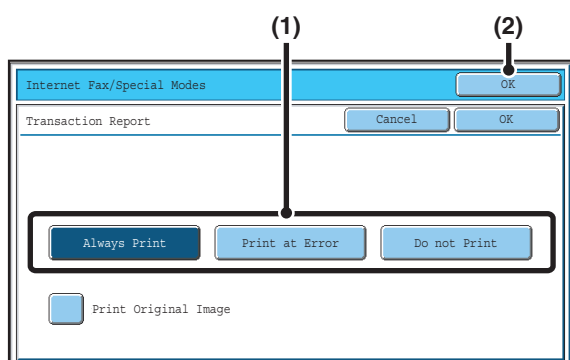 (1) (2)
Internet Fax/Special Modes OK
Transaction Report Cancel OK
Always Print Print at Error Do not Print
Print Original Image